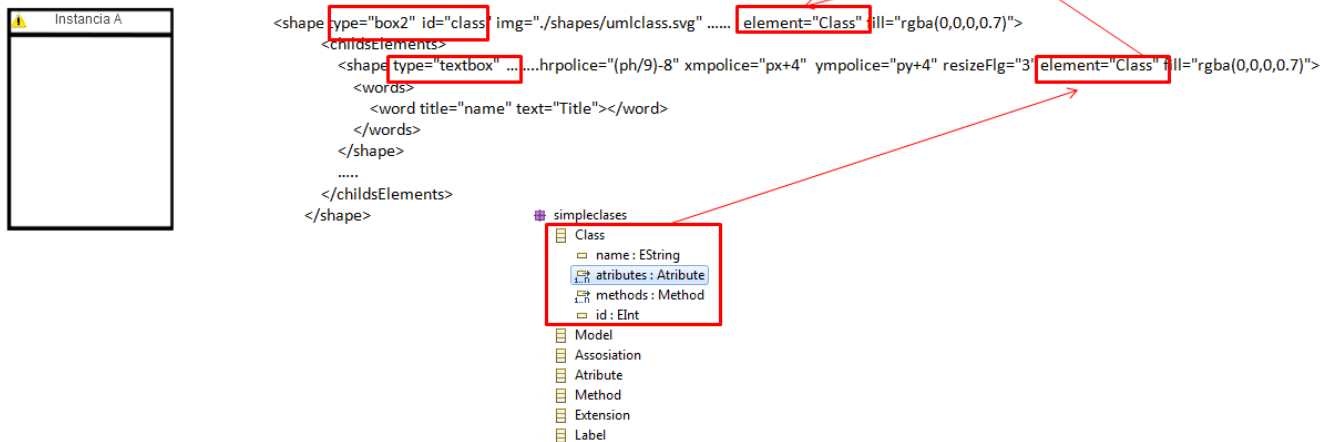 Instancia A
<shape type="box2" id="class" img="./shapes/umlclass.svg" ...... element="Class" fill="rgba(0,0,0,0.7)">
<childsElements>
<shape type="textbox" ... ....hrpolice="(ph/9)-8" xmpolice="px+4" ympolice="py+4" resizeFlg="3" element="Class" fill="rgba(0,0,0,0.7)">
<words>
<word title="name" text="Title"></word>
</words>
</shape>
.....
</childsElements>
</shape>
simpleclases
Class
name : EString
atributes : Atribute
methods : Method
id : EInt
Model
Assosiation
Atribute
Method
Extension
Label